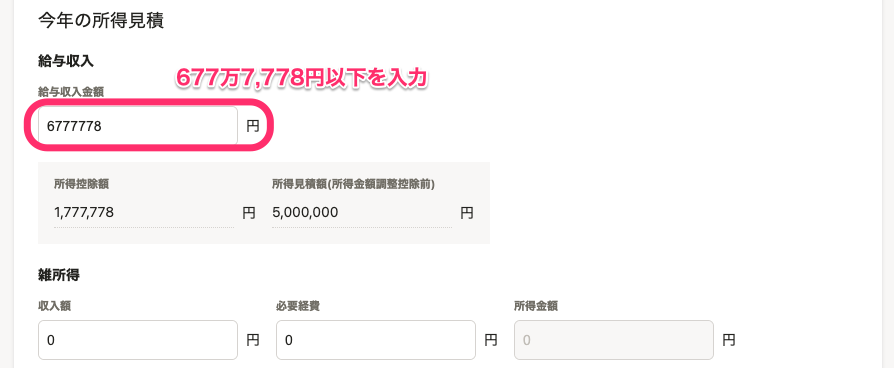 今年の所得見積
給与収入
677万7,778円以下を入力
給与収入金額
6777778 円
所得控除額 所得見積額(所得金額調整控除前)
1,777,778 円 5,000,000 円
雑所得
収入額 必要経費 所得金額
0 円 0 円 0 円